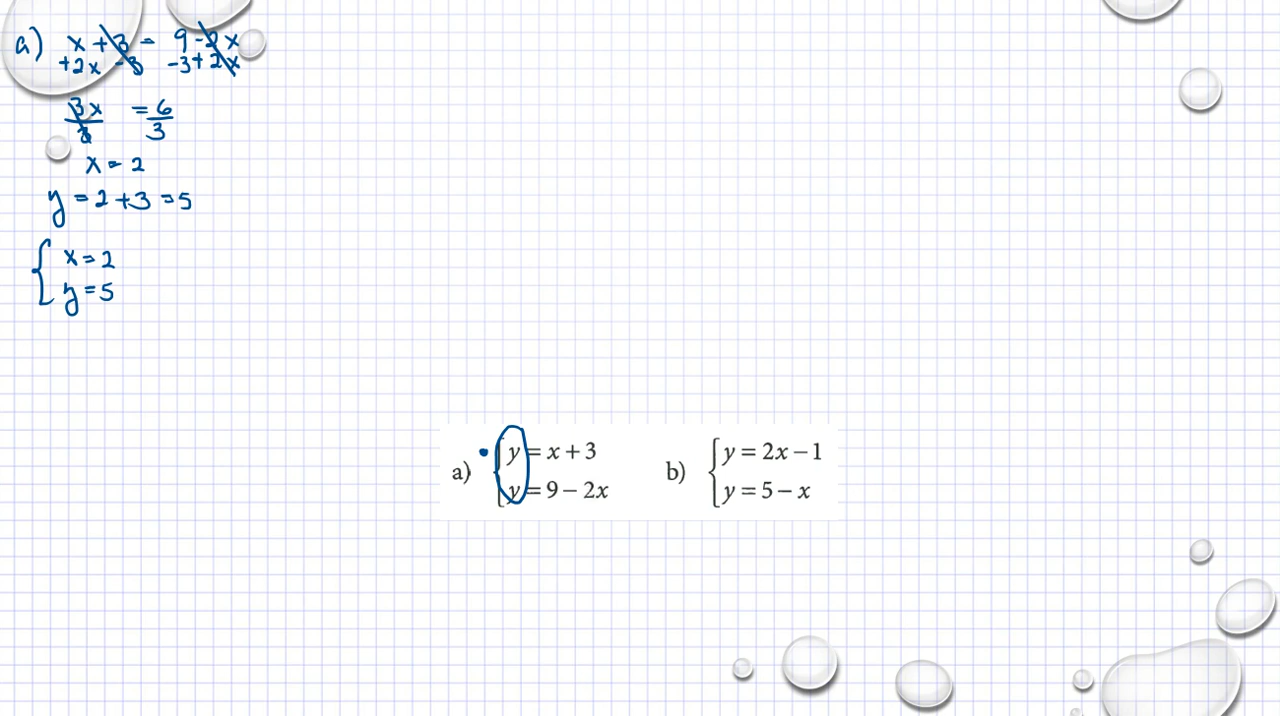 a) x + 3 = 9 - 2x
+2x - 3 -3 + 2x
3x/3 = 6/3
x = 2
y = 2 + 3 = 5
{ x = 2
y = 5
a) { y = x + 3
y = 9 − 2x
b) { y = 2x − 1
y = 5 − x